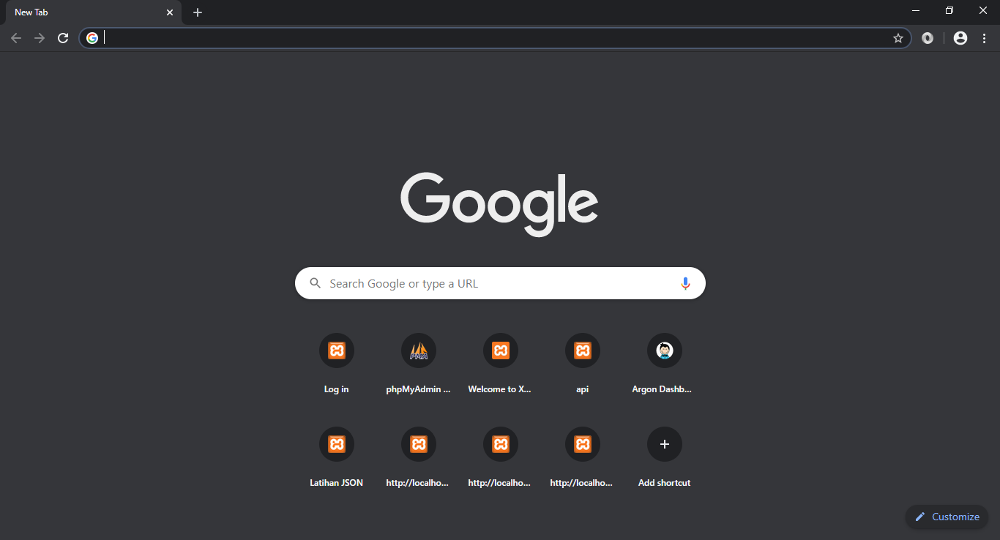 New Tab
Google
Search Google or type a URL
Log in
phpMyAdmin ...
Welcome to X...
api
Argon Dashb...
Latihan JSON
http://localho...
http://localho...
http://localho...
Add shortcut
Customize